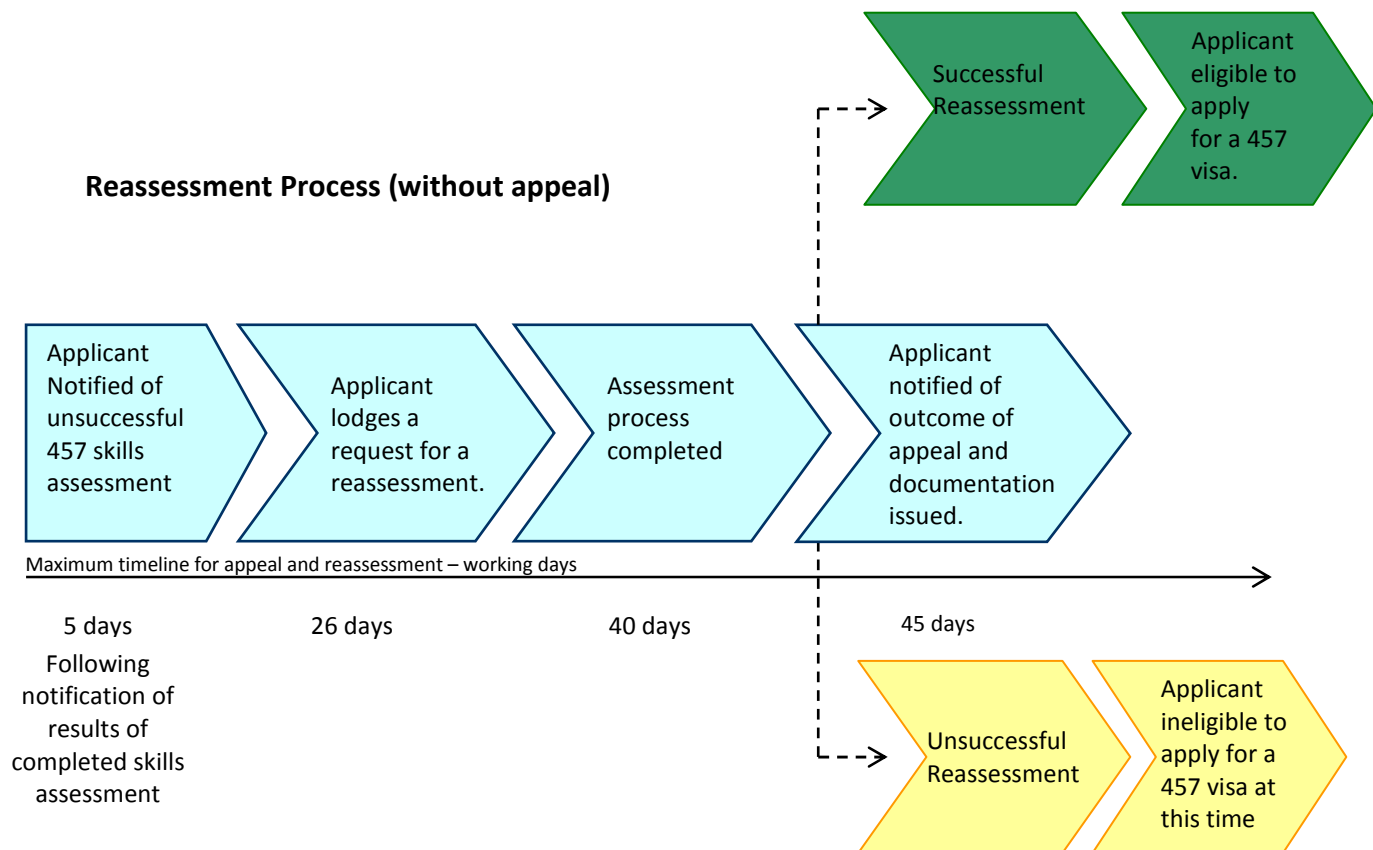 Successful
Reassessment
Applicant
eligible to
apply
for a 457
visa.
Reassessment Process (without appeal)
Applicant
Notified of
unsuccessful
457 skills
assessment
Applicant
lodges a
request for a
reassessment.
Assessment
process
completed
Applicant
notified of
outcome of
appeal and
documentation
issued.
Maximum timeline for appeal and reassessment – working days
5 days
26 days
40 days
45 days
Following
notification of
results of
completed skills
assessment
Unsuccessful
Reassessment
Applicant
ineligible to
apply for a
457 visa at
this time